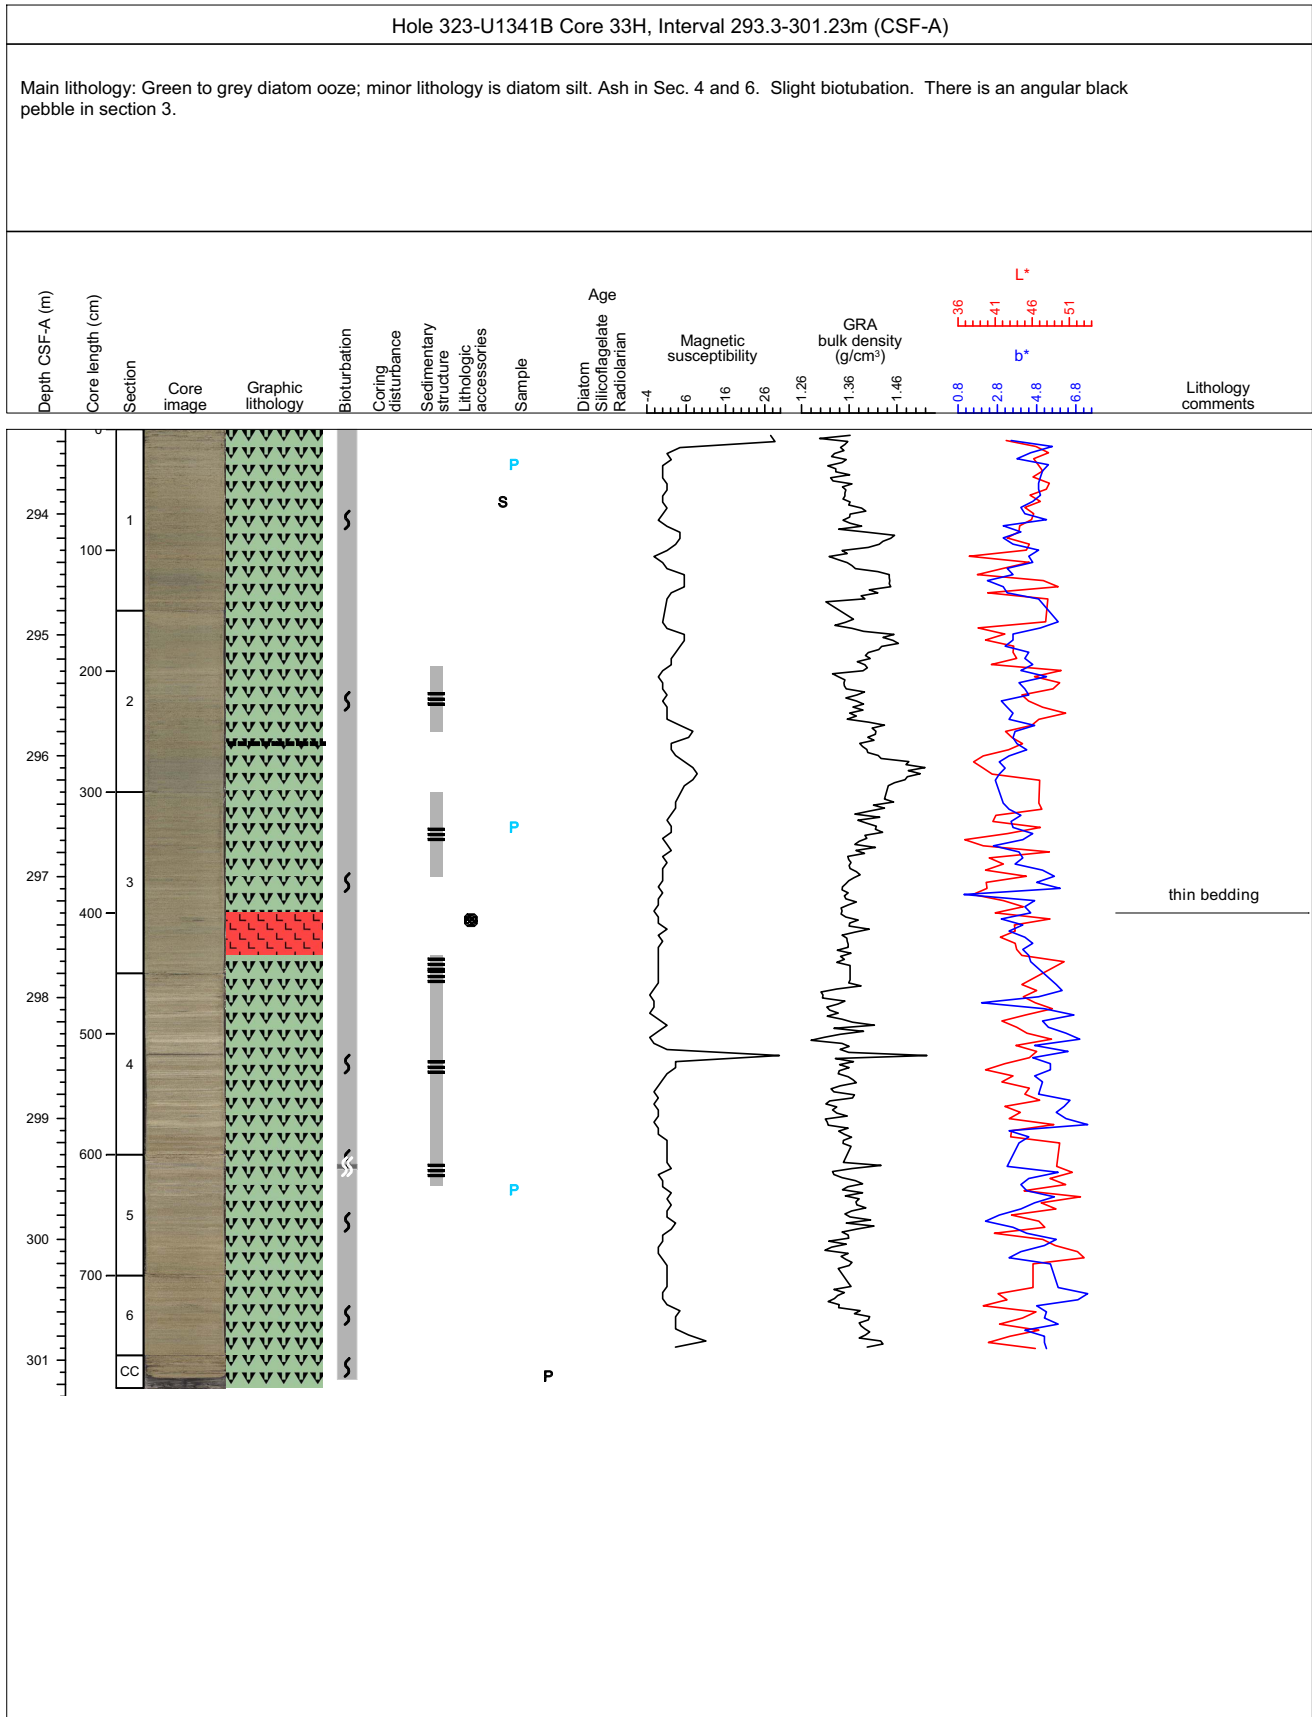 Hole 323-U1341B Core 33H, Interval 293.3-301.23m (CSF-A)
Main lithology: Green to grey diatom ooze; minor lithology is diatom silt. Ash in Sec. 4 and 6.  Slight biotubation.  There is an angular black
pebble in section 3.
Depth CSF-A (m)
Core length (cm)
Section
Core
image
Graphic
lithology
Bioturbation
Coring
disturbance
Sedimentary
structure
Lithologic
accessories
Sample
Age
Diatom
Silicoflagelate
Radiolarian
Magnetic
susceptibility
-4 6 16 26
GRA
bulk density
(g/cm³)
1.26 1.36 1.46
L*
36 41 46 51
b*
0.8 2.8 4.8 6.8
Lithology
comments
0
P
S
294
1
100
295
200
2
296
300
P
297
3
thin bedding
400
298
500
4
299
600
P
5
300
700
6
301
CC
P